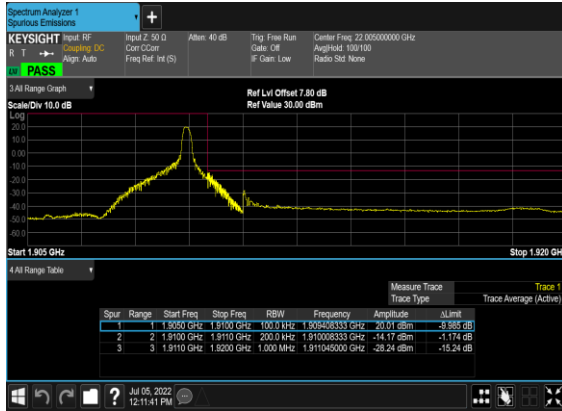 Spectrum Analyzer 1
Spurious Emissions
+
KEYSIGHT Input: RF Input Z: 50 Ω Atten: 40 dB Trig: Free Run Center Freq: 22.005000000 GHz
R T Coupling: DC Corr CCorr Gate: Off Avg|Hold: 100/100
Align: Auto Freq Ref: Int (S) IF Gain: Low Radio Std: None
PASS
3 All Range Graph Ref Lvl Offset 7.80 dB
Scale/Div 10.0 dB Ref Value 30.00 dBm
Log
20.0
10.0
0.00
-10.0
-20.0
-30.0
-40.0
-50.0
-60.0
Start 1.905 GHz Stop 1.920 GH
4 All Range Table
Measure Trace Trace 1
Trace Type Trace Average (Active)
Spur Range Start Freq Stop Freq RBW Frequency Amplitude ΔLimit
1 1 1.9050 GHz 1.9100 GHz 100.0 kHz 1.909408333 GHz 20.01 dBm -9.985 dB
2 2 1.9100 GHz 1.9110 GHz 200.0 kHz 1.910008333 GHz -14.17 dBm -1.174 dB
3 3 1.9110 GHz 1.9200 GHz 1.000 MHz 1.911045000 GHz -28.24 dBm -15.24 dB
? Jul 05, 2022
12:11:41 PM